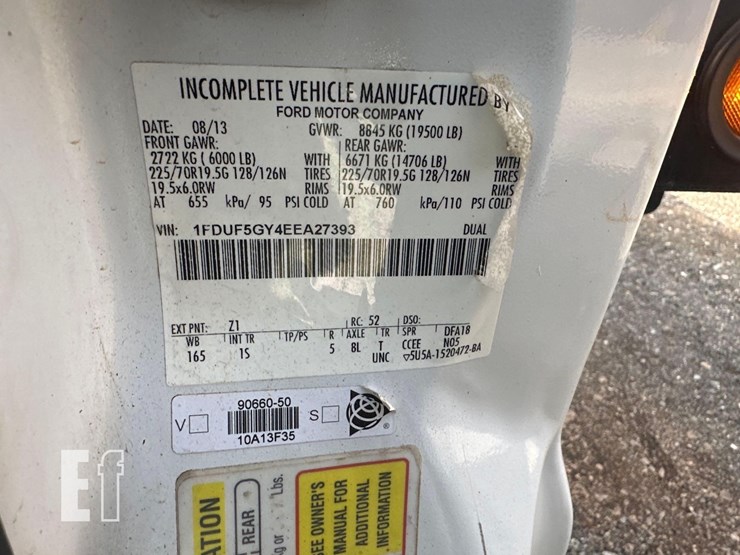 INCOMPLETE VEHICLE MANUFACTURED BY
FORD MOTOR COMPANY
DATE: 08/13 GVWR: 8845 KG (19500 LB)
FRONT GAWR: REAR GAWR:
2722 KG ( 6000 LB) WITH 6671 KG (14706 LB) WITH
225/70R19.5G 128/126N TIRES 225/70R19.5G 128/126N TIRES
19.5x6.0RW RIMS 19.5x6.0RW RIMS
AT 655 kPa/ 95 PSI COLD AT 760 kPa/110 PSI COLD
VIN: 1FDUF5GY4EEA27393 DUAL
EXT PNT: Z1 RC: 52 DSO:
WB INT TR TP/PS R AXLE TR SPR DFA18
165 1S 5 8L T CCEE N05
UNC ▽5U5A-1520472-BA
90660-50
V S ®
10A13F35
Ef
REAR
Lbs.
SEE OWNER'S
MANUAL FOR
ADDITIONAL
INFORMATION